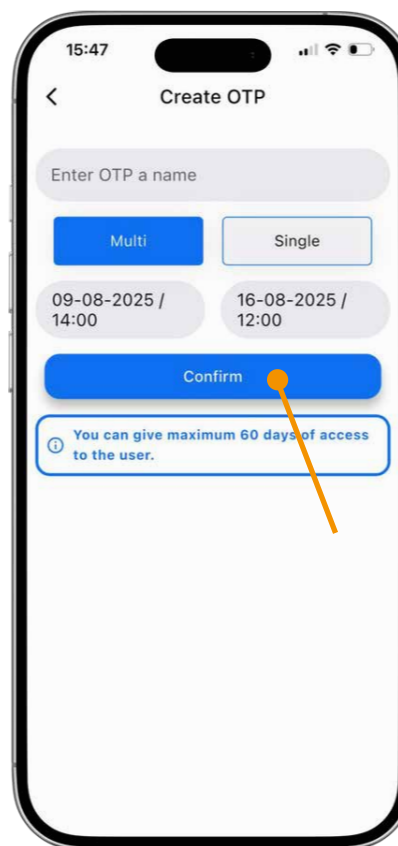 15:47
Create OTP
Enter OTP a name
Multi
Single
09-08-2025 /
14:00
16-08-2025 /
12:00
Confirm
You can give maximum 60 days of access
to the user.